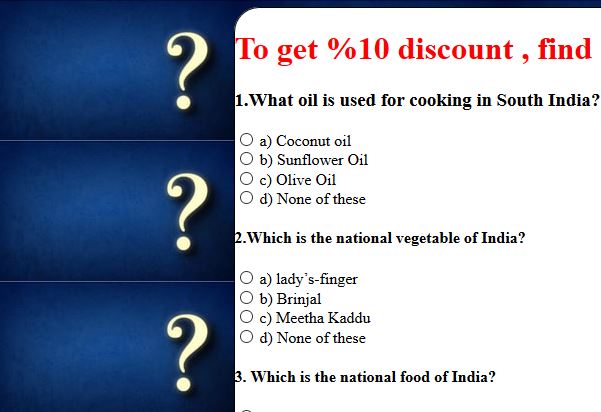 To get %10 discount , find
1.What oil is used for cooking in South India?
a) Coconut oil
b) Sunflower Oil
c) Olive Oil
d) None of these
2.Which is the national vegetable of India?
a) lady's-finger
b) Brinjal
c) Meetha Kaddu
d) None of these
3. Which is the national food of India?
?
?
?